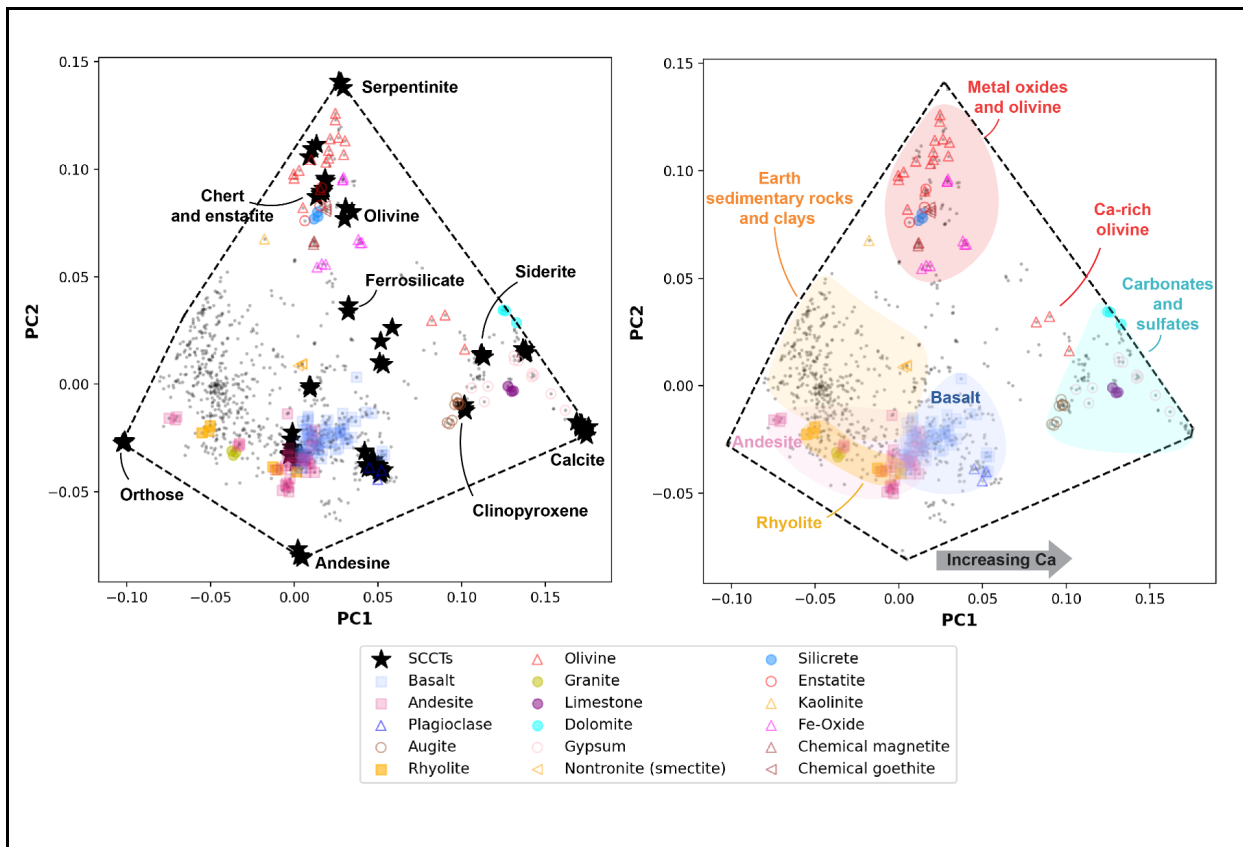 0.15
0.10
0.05
0.00
−0.05
PC2
−0.10
−0.05
0.00
0.05
0.10
0.15
PC1
Serpentinite
Chert
and enstatite
Olivine
Ferrosilicate
Siderite
Orthose
Calcite
Clinopyroxene
Andesine
0.15
0.10
0.05
0.00
−0.05
PC2
−0.10
−0.05
0.00
0.05
0.10
0.15
PC1
Metal oxides
and olivine
Earth
sedimentary rocks
and clays
Ca-rich
olivine
Carbonates
and
sulfates
Basalt
Andesite
Rhyolite
Increasing Ca
SCCTs
Basalt
Andesite
Plagioclase
Augite
Rhyolite
Olivine
Granite
Limestone
Dolomite
Gypsum
Nontronite (smectite)
Silicrete
Enstatite
Kaolinite
Fe-Oxide
Chemical magnetite
Chemical goethite